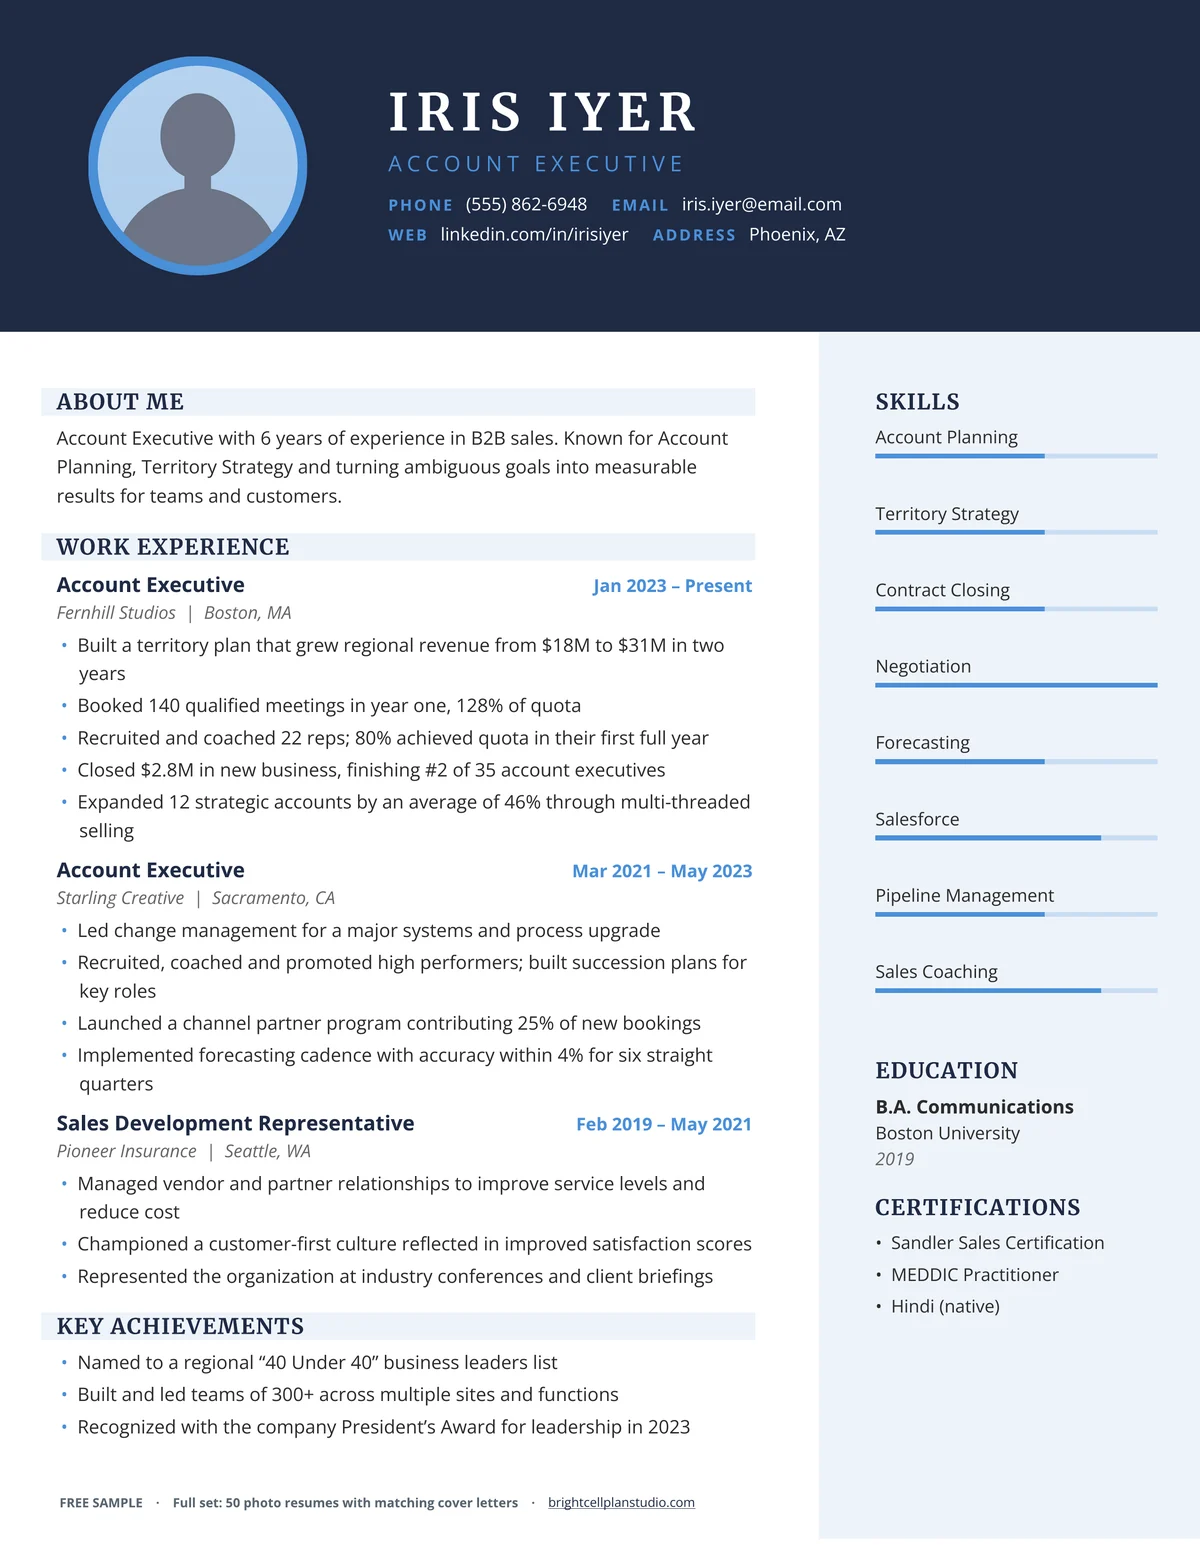 IRIS IYER
ACCOUNT EXECUTIVE
PHONE (555) 862-6948 EMAIL iris.iyer@email.com
WEB linkedin.com/in/irisiyer ADDRESS Phoenix, AZ
ABOUT ME
Account Executive with 6 years of experience in B2B sales. Known for Account
Planning, Territory Strategy and turning ambiguous goals into measurable
results for teams and customers.
WORK EXPERIENCE
Account Executive Jan 2023 – Present
Fernhill Studios | Boston, MA
• Built a territory plan that grew regional revenue from $18M to $31M in two
years
• Booked 140 qualified meetings in year one, 128% of quota
• Recruited and coached 22 reps; 80% achieved quota in their first full year
• Closed $2.8M in new business, finishing #2 of 35 account executives
• Expanded 12 strategic accounts by an average of 46% through multi-threaded
selling
Account Executive Mar 2021 – May 2023
Starling Creative | Sacramento, CA
• Led change management for a major systems and process upgrade
• Recruited, coached and promoted high performers; built succession plans for
key roles
• Launched a channel partner program contributing 25% of new bookings
• Implemented forecasting cadence with accuracy within 4% for six straight
quarters
Sales Development Representative Feb 2019 – May 2021
Pioneer Insurance | Seattle, WA
• Managed vendor and partner relationships to improve service levels and
reduce cost
• Championed a customer-first culture reflected in improved satisfaction scores
• Represented the organization at industry conferences and client briefings
KEY ACHIEVEMENTS
• Named to a regional “40 Under 40” business leaders list
• Built and led teams of 300+ across multiple sites and functions
• Recognized with the company President’s Award for leadership in 2023
SKILLS
Account Planning
Territory Strategy
Contract Closing
Negotiation
Forecasting
Salesforce
Pipeline Management
Sales Coaching
EDUCATION
B.A. Communications
Boston University
2019
CERTIFICATIONS
• Sandler Sales Certification
• MEDDIC Practitioner
• Hindi (native)
FREE SAMPLE · Full set: 50 photo resumes with matching cover letters · brightcellplanstudio.com